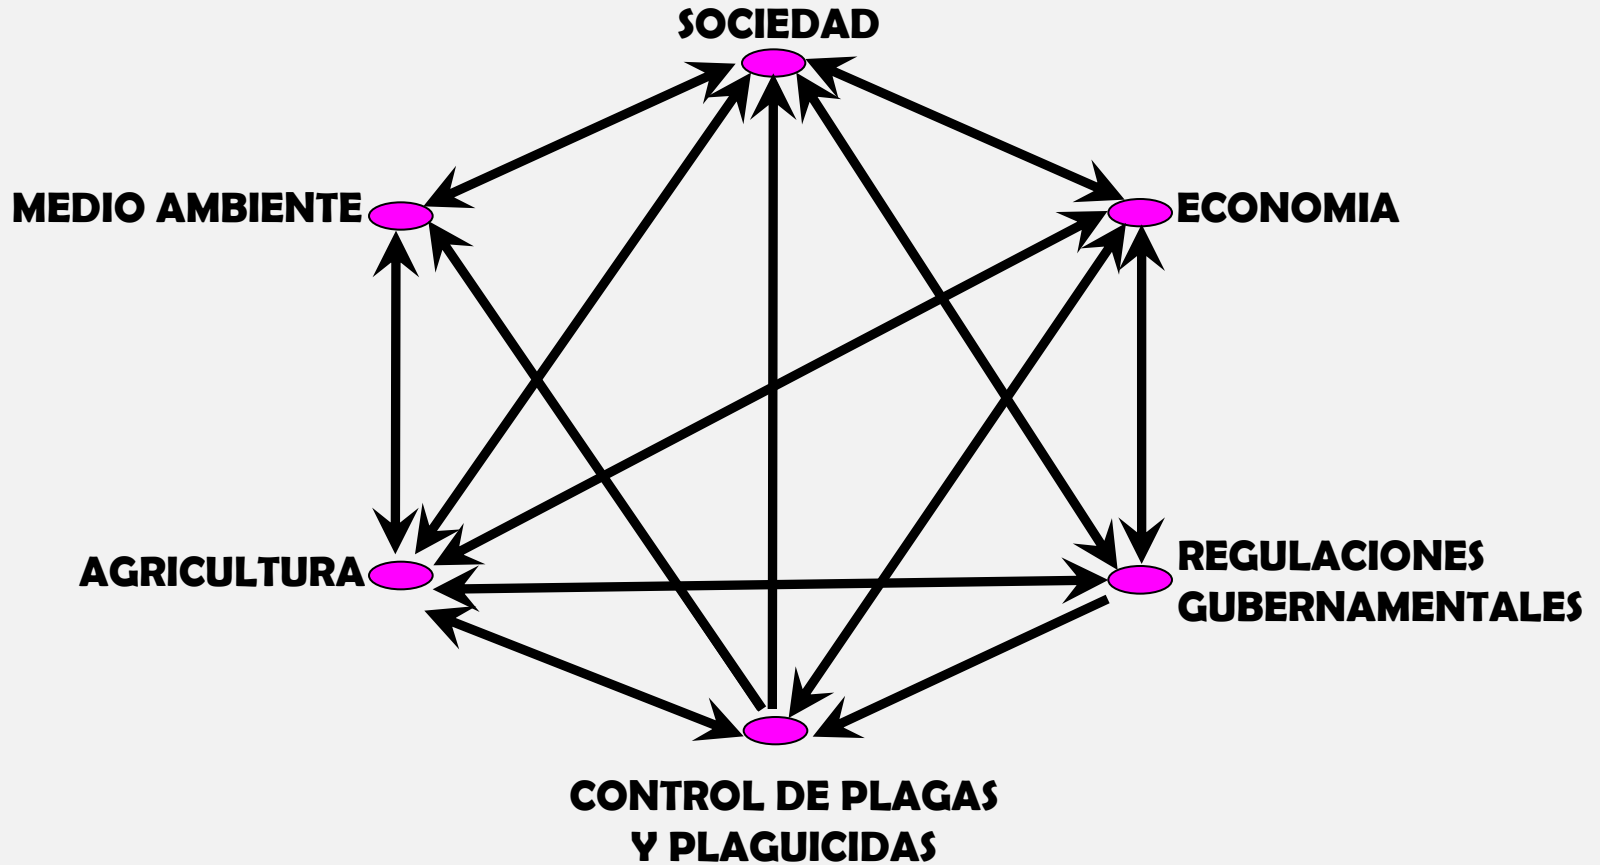 SOCIEDAD
MEDIO AMBIENTE
ECONOMIA
AGRICULTURA
REGULACIONES
GUBERNAMENTALES
CONTROL DE PLAGAS
Y PLAGUICIDAS